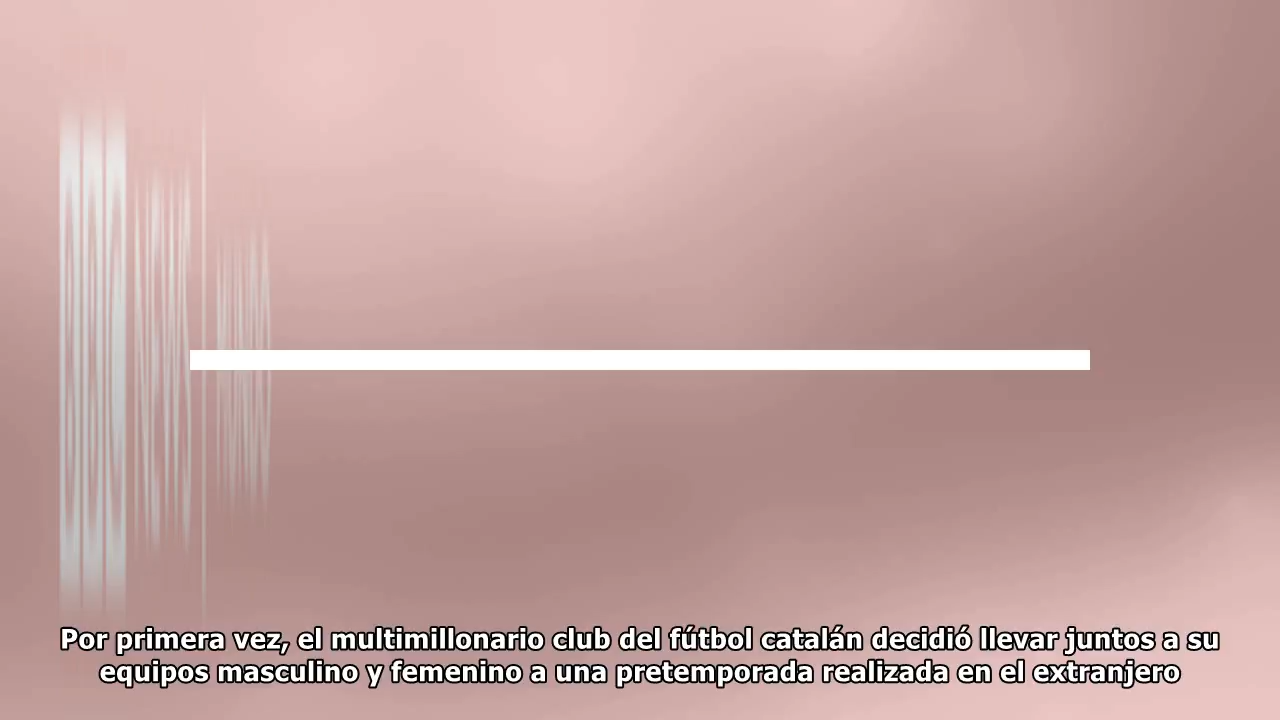 Por primera vez, el multimillonario club del fútbol catalán decidió llevar juntos a su
equipos masculino y femenino a una pretemporada realizada en el extranjero